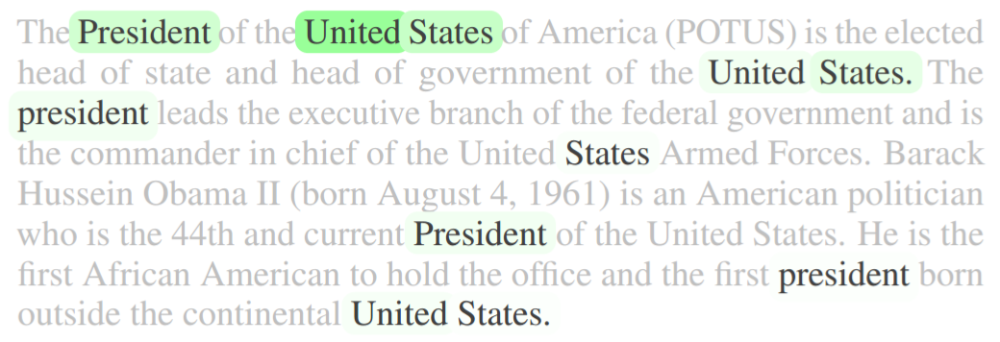 The President of the United States of America (POTUS) is the elected
head of state and head of government of the United States. The
president leads the executive branch of the federal government and is
the commander in chief of the United States Armed Forces. Barack
Hussein Obama II (born August 4, 1961) is an American politician
who is the 44th and current President of the United States. He is the
first African American to hold the office and the first president born
outside the continental United States.